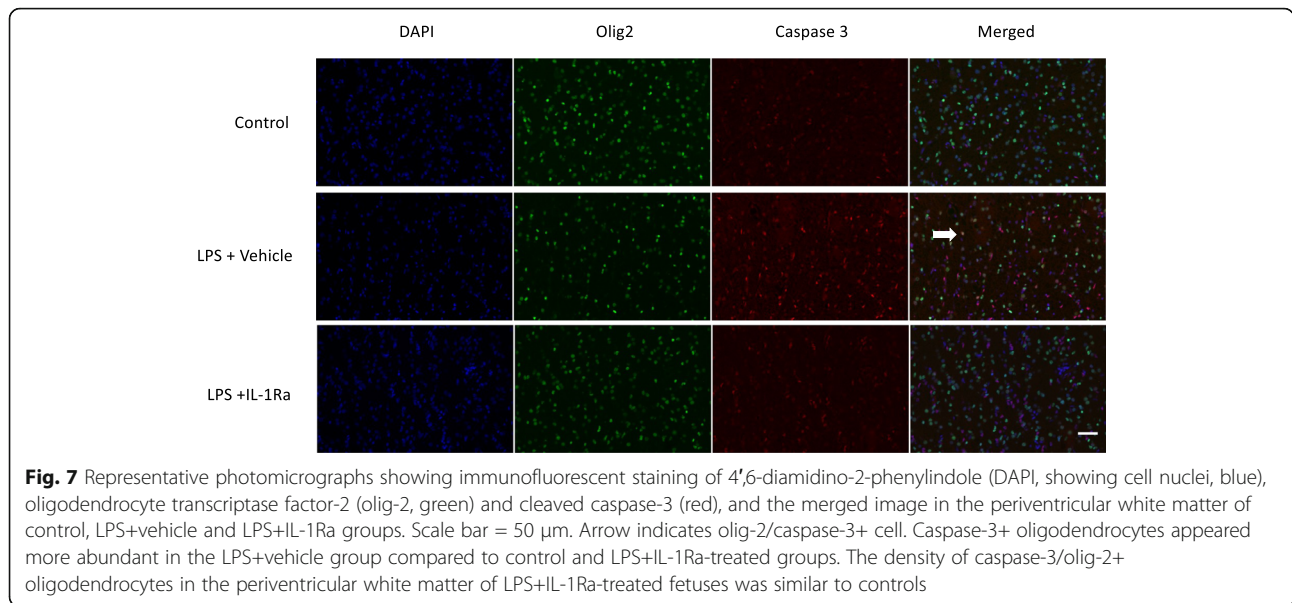 DAPI Olig2 Caspase 3 Merged
Control
LPS + Vehicle
LPS +IL-1Ra
Fig. 7 Representative photomicrographs showing immunofluorescent staining of 4′,6-diamidino-2-phenylindole (DAPI, showing cell nuclei, blue),
oligodendrocyte transcriptase factor-2 (olig-2, green) and cleaved caspase-3 (red), and the merged image in the periventricular white matter of
control, LPS+vehicle and LPS+IL-1Ra groups. Scale bar = 50 μm. Arrow indicates olig-2/caspase-3+ cell. Caspase-3+ oligodendrocytes appeared
more abundant in the LPS+vehicle group compared to control and LPS+IL-1Ra-treated groups. The density of caspase-3/olig-2+
oligodendrocytes in the periventricular white matter of LPS+IL-1Ra-treated fetuses was similar to controls